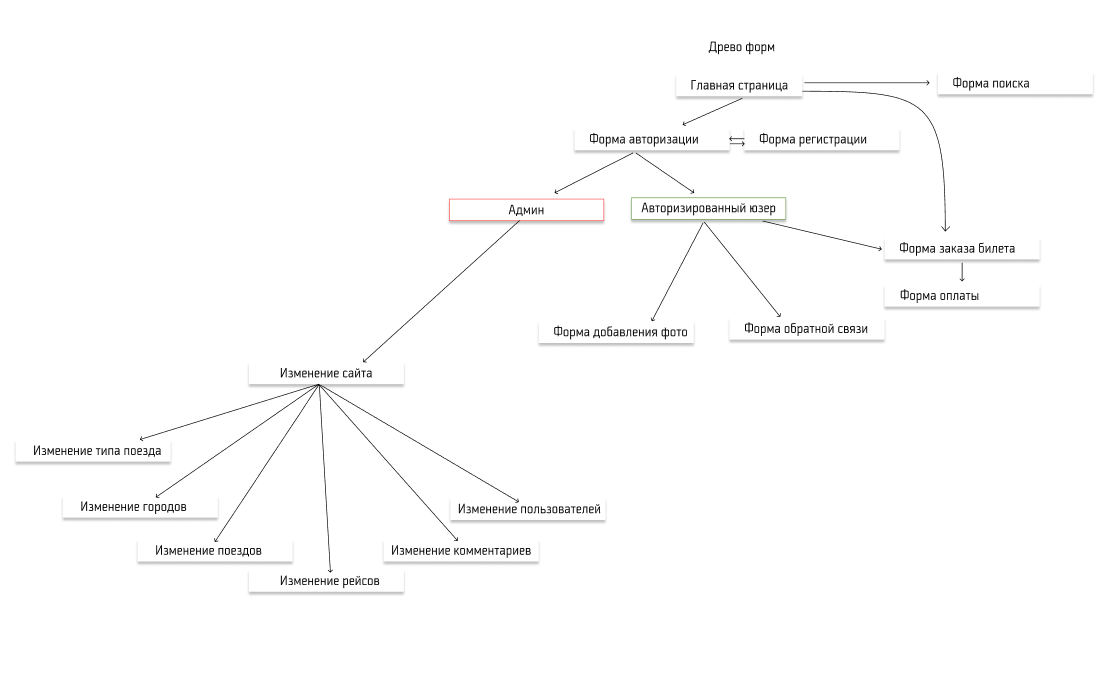 Древо форм
Главная страница
Форма поиска
Форма авторизации
Форма регистрации
Админ
Авторизированный юзер
Форма заказа билета
Форма оплаты
Форма добавления фото
Форма обратной связи
Изменение сайта
Изменение типа поезда
Изменение городов
Изменение пользователей
Изменение поездов
Изменение комментариев
Изменение рейсов